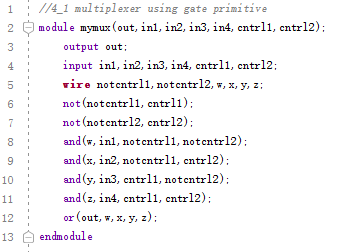 1 //4_1 multiplexer using gate primitive
2 module mymux(out,in1,in2,in3,in4,cntrl1,cntrl2);
3 output out;
4 input in1,in2,in3,in4,cntrl1,cntrl2;
5 wire notcntrl1,notcntrl2,w,x,y,z;
6 not(notcntrl1,cntrl1);
7 not(notcntrl2,cntrl2);
8 and(w,in1,notcntrl1,notcntrl2);
9 and(x,in2,notcntrl1,cntrl2);
10 and(y,in3,cntrl1,notcntrl2);
11 and(z,in4,cntrl1,cntrl2);
12 or(out,w,x,y,z);
13 endmodule